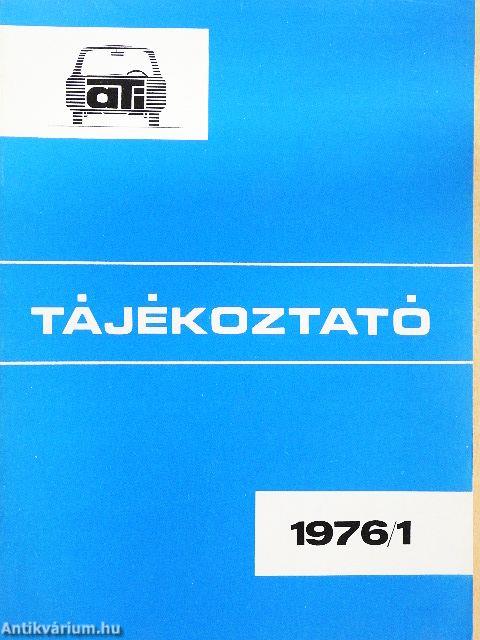 aTi
TÁJÉKOZTATÓ
1976/1
Antikvárium.hu